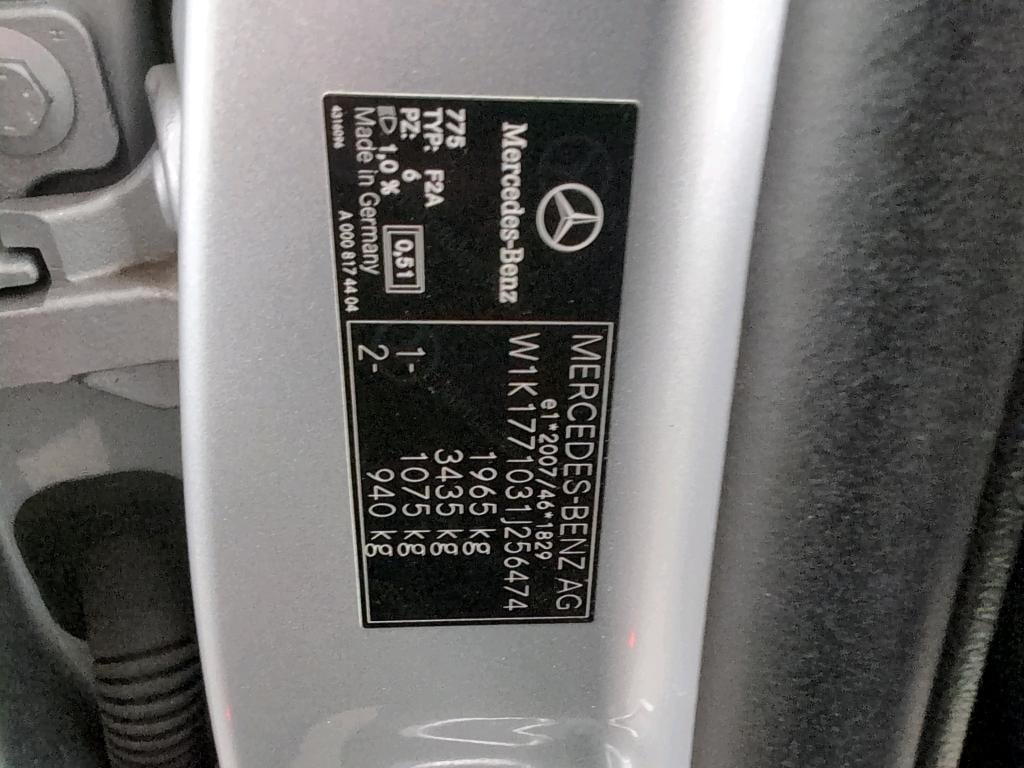 Mercedes-Benz
775
TYP: F2A
PZ: 6
1,0 %
0,51
Made in Germany
A 000 817 44 04
MERCEDES-BENZ AG
e1*2007/46*1829
W1K1771031J256474
1965 kg
3435 kg
1- 1075 kg
2- 940 kg